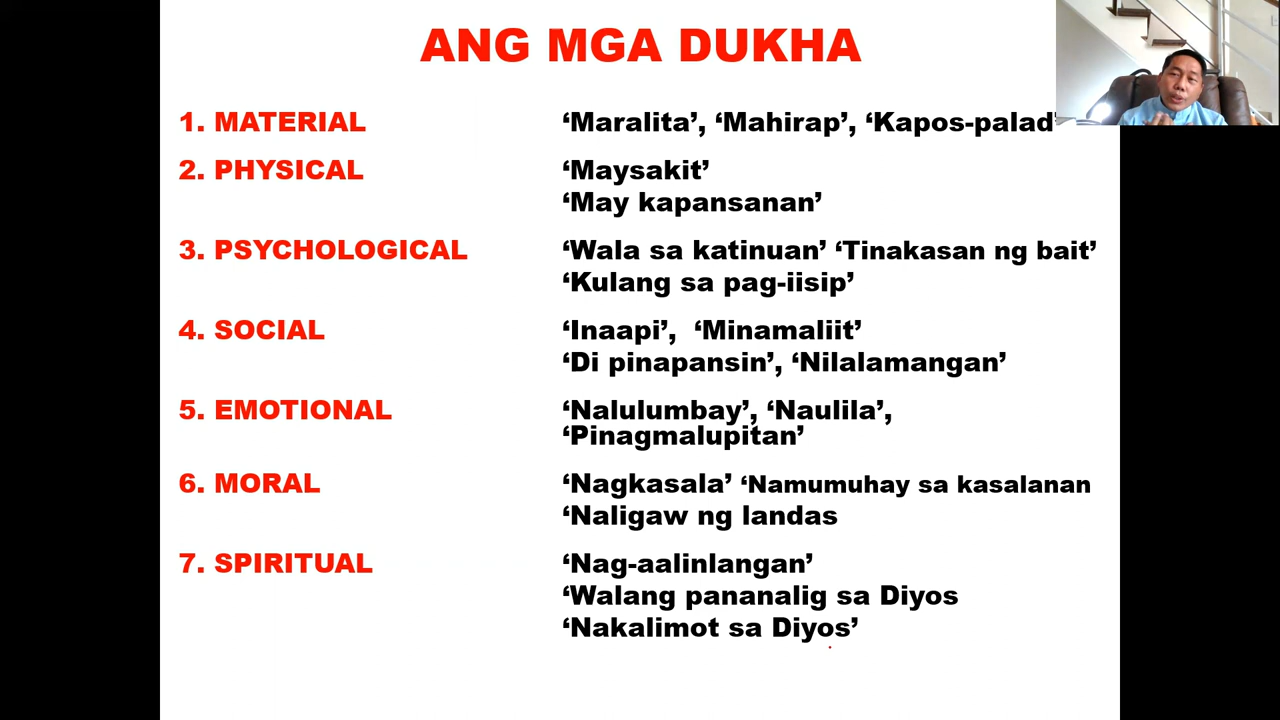 ANG MGA DUKHA
1. MATERIAL ‘Maralita’, ‘Mahirap’, ‘Kapos-palad’
2. PHYSICAL ‘Maysakit’
‘May kapansanan’
3. PSYCHOLOGICAL ‘Wala sa katinuan’ ‘Tinakasan ng bait’
‘Kulang sa pag-iisip’
4. SOCIAL ‘Inaapi’, ‘Minamaliit’
‘Di pinapansin’, ‘Nilalamangan’
5. EMOTIONAL ‘Nalulumbay’, ‘Naulila’,
‘Pinagmalupitan’
6. MORAL ‘Nagkasala’ ‘Namumuhay sa kasalanan
‘Naligaw ng landas
7. SPIRITUAL ‘Nag-aalinlangan’
‘Walang pananalig sa Diyos
‘Nakalimot sa Diyos’